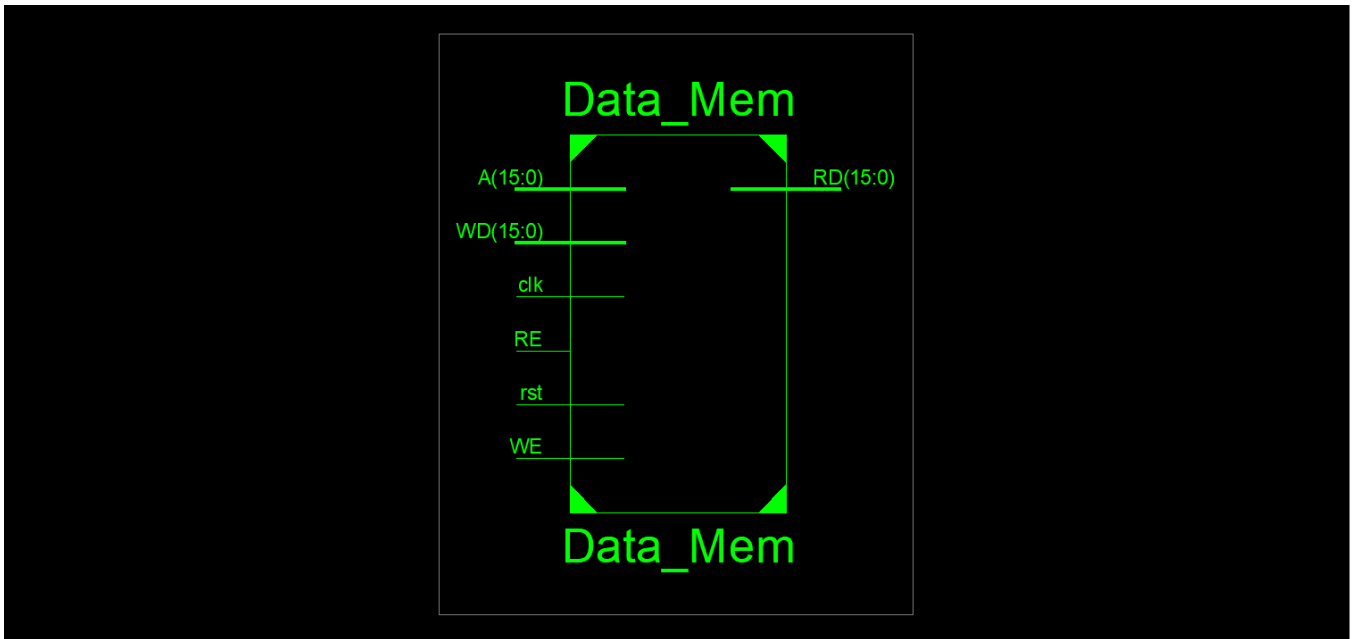 Data_Mem
A(15:0)
RD(15:0)
WD(15:0)
clk
RE
rst
WE
Data_Mem